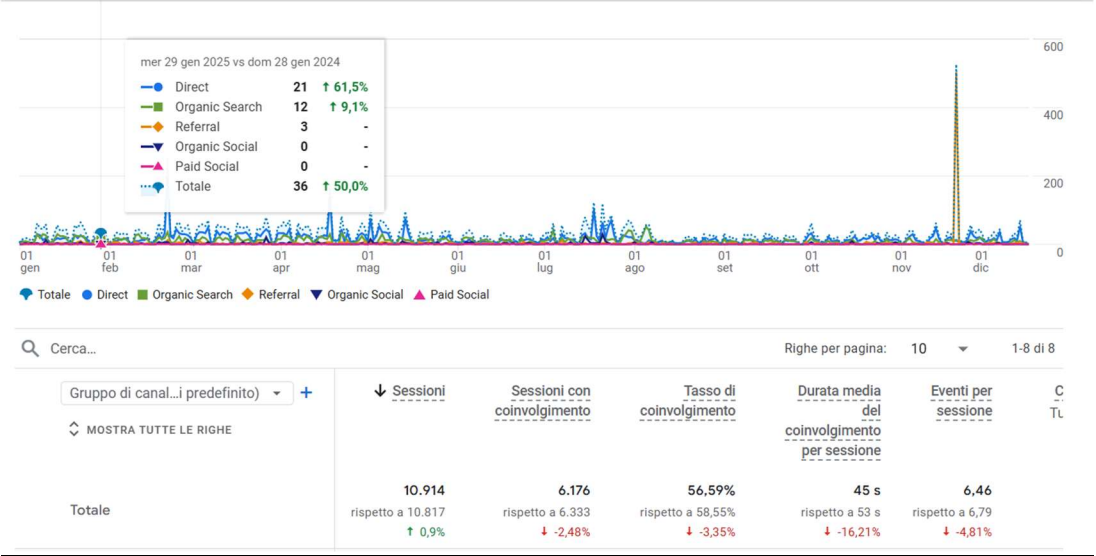 600
mer 29 gen 2025 vs dom 28 gen 2024
Direct 21 ↑ 61,5%
Organic Search 12 ↑ 9,1%
Referral 3 -
Organic Social 0 -
Paid Social 0 -
Totale 36 ↑ 50,0%
400
200
0
01 gen 01 feb 01 mar 01 apr 01 mag 01 giu 01 lug 01 ago 01 set 01 ott 01 nov 01 dic
Totale Direct Organic Search Referral Organic Social Paid Social
Cerca… Righe per pagina: 10 1-8 di 8
Gruppo di canal...i predefinito) +
MOSTRA TUTTE LE RIGHE
↓ Sessioni
Sessioni con
coinvolgimento
Tasso di
coinvolgimento
Durata media
del
coinvolgimento
per sessione
Eventi per
sessione
C
Tu
Totale
10.914
rispetto a 10.817
↑ 0,9%
6.176
rispetto a 6.333
↓ -2,48%
56,59%
rispetto a 58,55%
↓ -3,35%
45 s
rispetto a 53 s
↓ -16,21%
6,46
rispetto a 6,79
↓ -4,81%